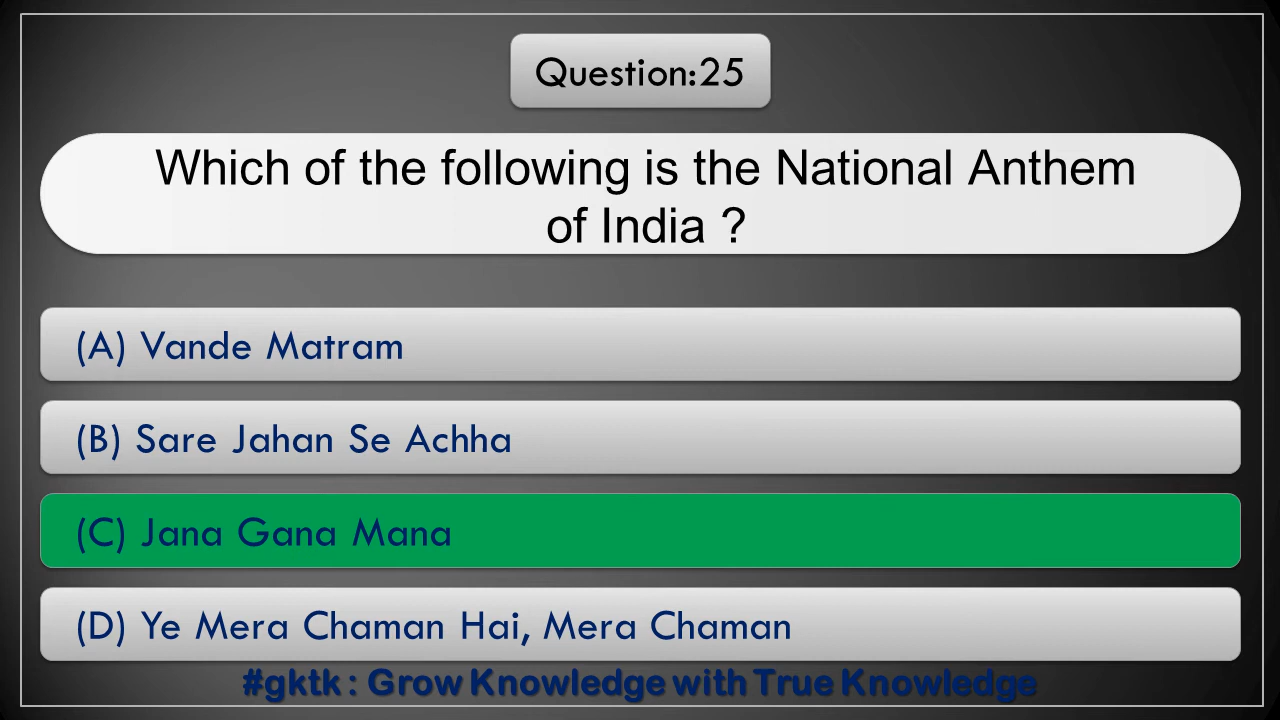 Question:25
Which of the following is the National Anthem
of India ?
(A) Vande Matram
(B) Sare Jahan Se Achha
(C) Jana Gana Mana
(D) Ye Mera Chaman Hai, Mera Chaman
#gktk : Grow Knowledge with True Knowledge